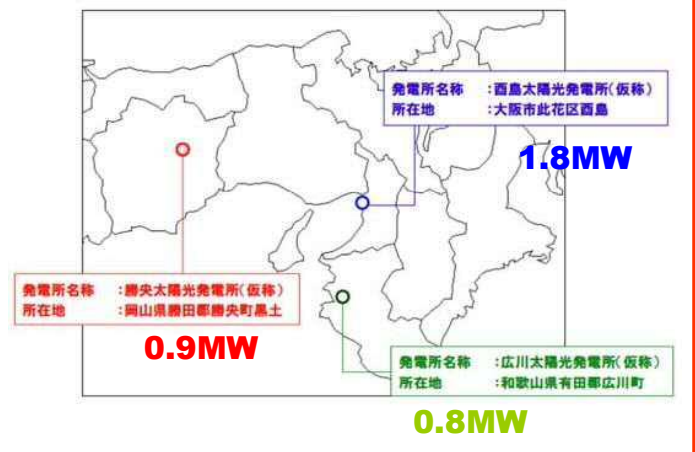 発電所名称　：酉島太陽光発電所(仮称)
所在地　：大阪市此花区酉島
1.8MW
発電所名称　：勝央太陽光発電所(仮称)
所在地　：岡山県勝田郡勝央町黒土
0.9MW
発電所名称　：広川太陽光発電所(仮称)
所在地　：和歌山県有田郡広川町
0.8MW